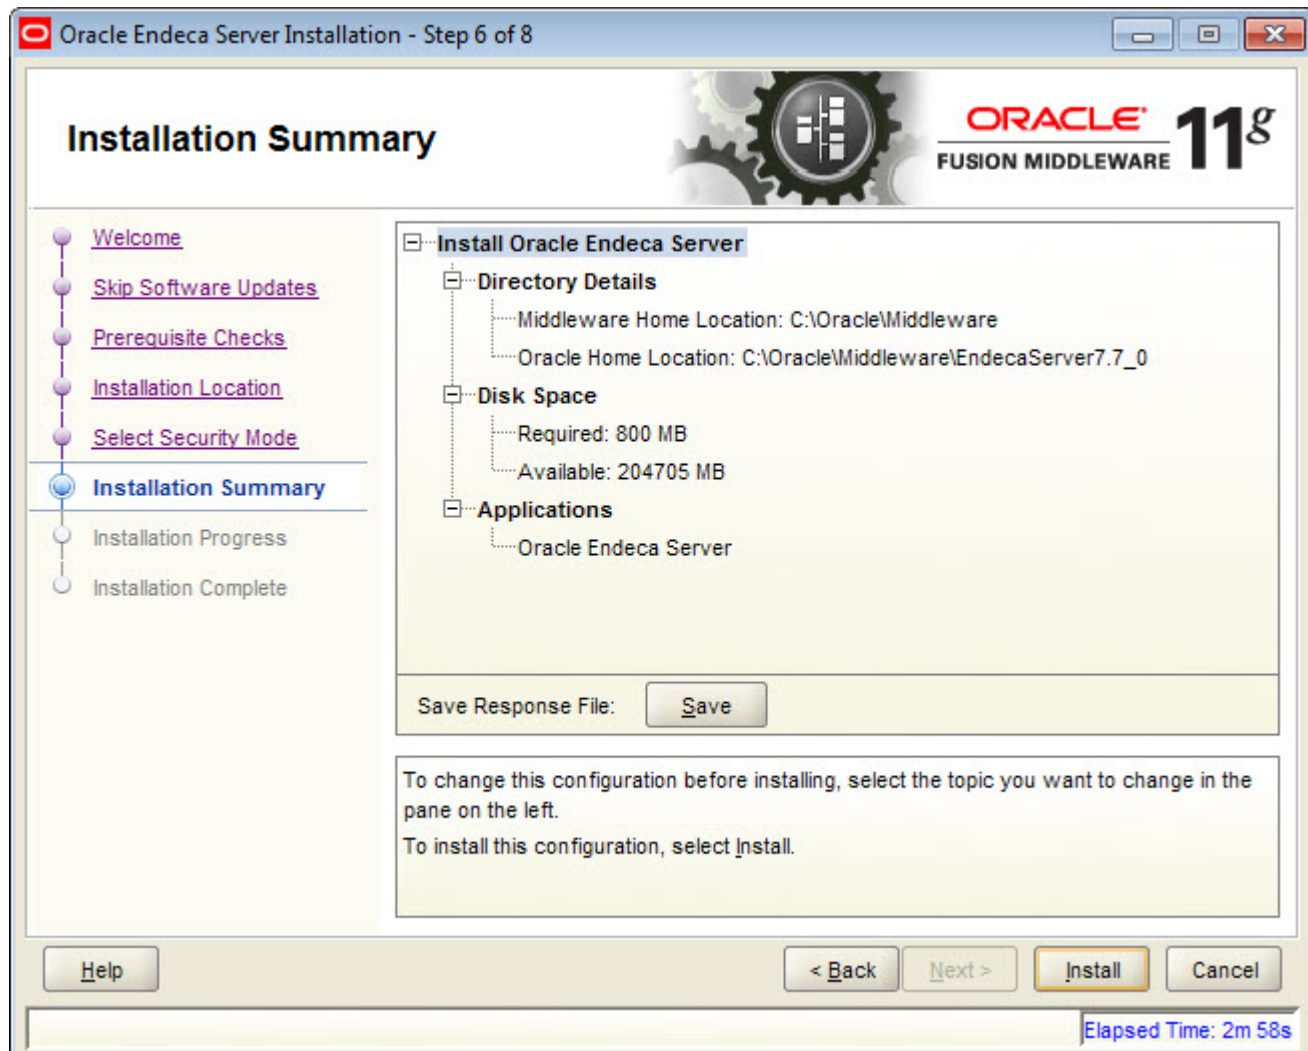 Oracle Endeca Server Installation - Step 6 of 8
Installation Summary
ORACLE
FUSION MIDDLEWARE
11g
Welcome
Skip Software Updates
Prerequisite Checks
Installation Location
Select Security Mode
Installation Summary
Installation Progress
Installation Complete
Install Oracle Endeca Server
Directory Details
Middleware Home Location: C:\Oracle\Middleware
Oracle Home Location: C:\Oracle\Middleware\EndecaServer7.7_0
Disk Space
Required: 800 MB
Available: 204705 MB
Applications
Oracle Endeca Server
Save Response File: Save
To change this configuration before installing, select the topic you want to change in the
pane on the left.
To install this configuration, select Install.
Help < Back Next > Install Cancel
Elapsed Time: 2m 58s